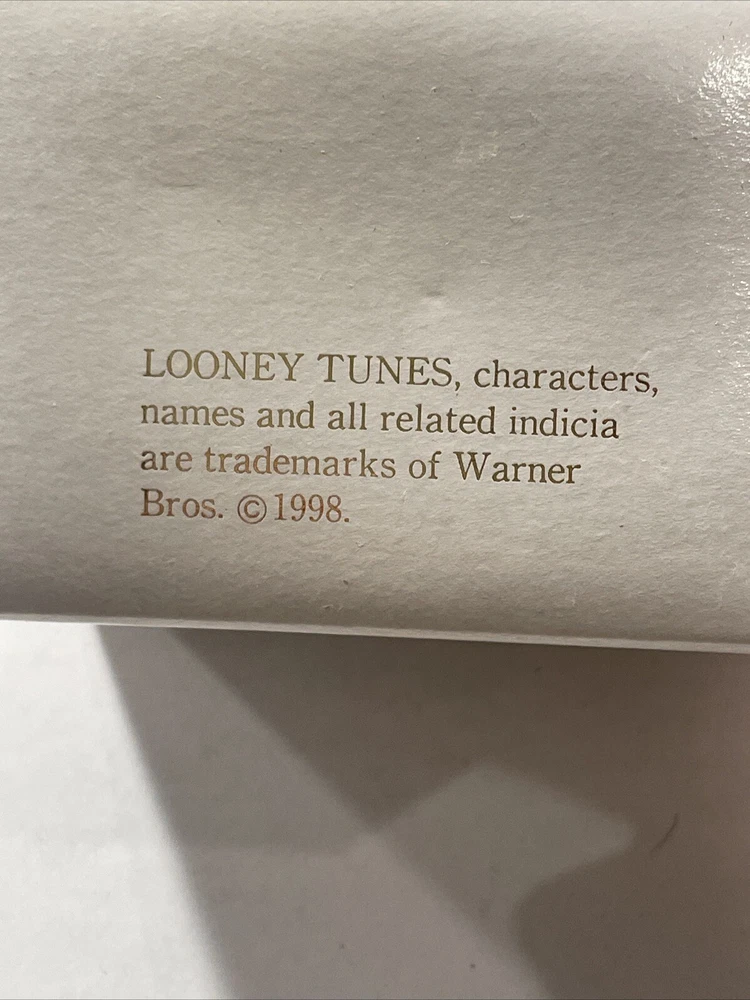 LOONEY TUNES, characters,
names and all related indicia
are trademarks of Warner
Bros. ©1998.